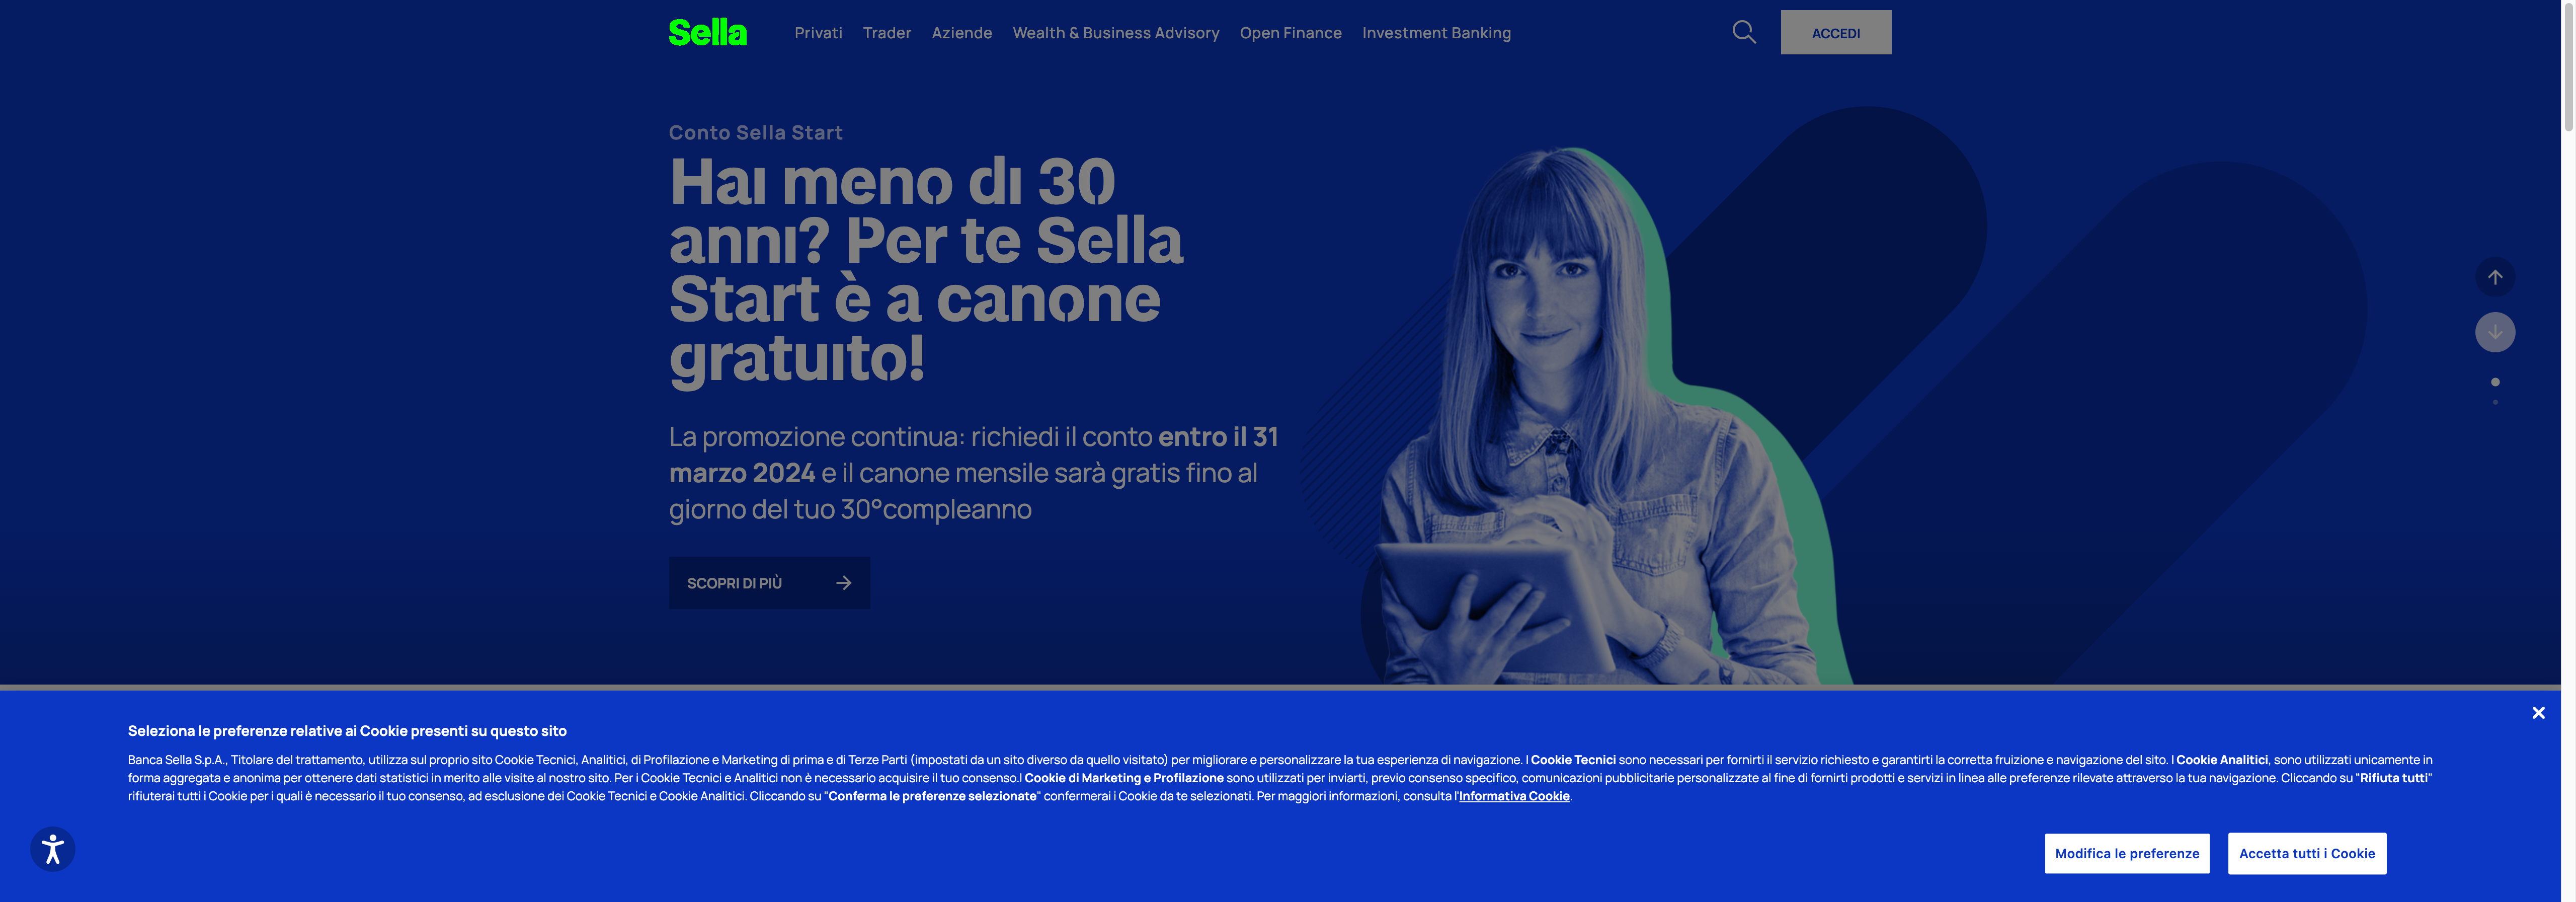 Sella
Privati Trader Aziende Wealth & Business Advisory Open Finance Investment Banking
ACCEDI
Conto Sella Start
Hai meno di 30
anni? Per te Sella
Start è a canone
gratuito!
La promozione continua: richiedi il conto entro il 31
marzo 2024 e il canone mensile sarà gratis fino al
giorno del tuo 30°compleanno
SCOPRI DI PIÙ
Seleziona le preferenze relative ai Cookie presenti su questo sito
Banca Sella S.p.A., Titolare del trattamento, utilizza sul proprio sito Cookie Tecnici, Analitici, di Profilazione e Marketing di prima e di Terze Parti (impostati da un sito diverso da quello visitato) per migliorare e personalizzare la tua esperienza di navigazione. I Cookie Tecnici sono necessari per fornirti il servizio richiesto e garantirti la corretta fruizione e navigazione del sito. I Cookie Analitici, sono utilizzati unicamente in
forma aggregata e anonima per ottenere dati statistici in merito alle visite al nostro sito. Per i Cookie Tecnici e Analitici non è necessario acquisire il tuo consenso.I Cookie di Marketing e Profilazione sono utilizzati per inviarti, previo consenso specifico, comunicazioni pubblicitarie personalizzate al fine di fornirti prodotti e servizi in linea alle preferenze rilevate attraverso la tua navigazione. Cliccando su "Rifiuta tutti"
rifiuterai tutti i Cookie per i quali è necessario il tuo consenso, ad esclusione dei Cookie Tecnici e Cookie Analitici. Cliccando su "Conferma le preferenze selezionate" confermerai i Cookie da te selezionati. Per maggiori informazioni, consulta l'Informativa Cookie.
Modifica le preferenze
Accetta tutti i Cookie